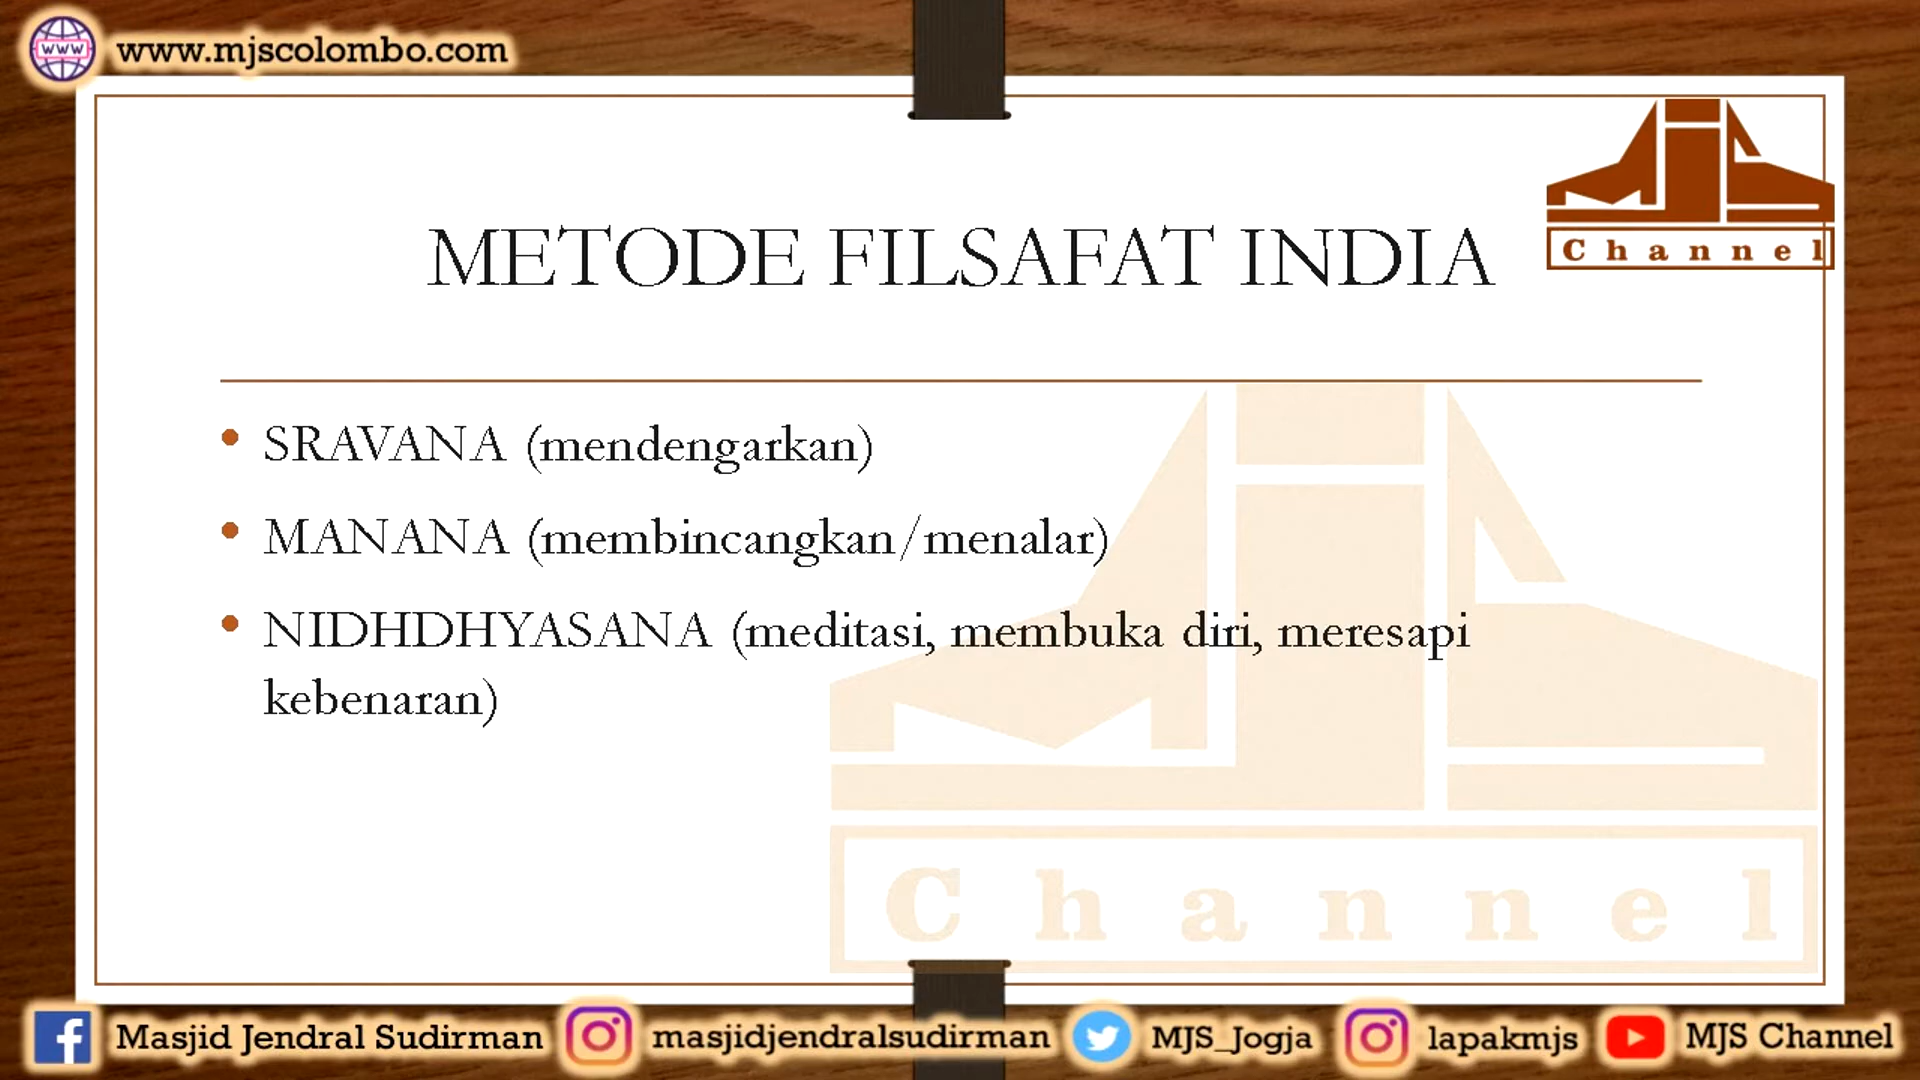 www.mjscolombo.com
Channel
METODE FILSAFAT INDIA
• SRAVANA (mendengarkan)
• MANANA (membincangkan/menalar)
• NIDHDHYASANA (meditasi, membuka diri, meresapi
kebenaran)
Channel
Masjid Jendral Sudirman masjidjendralsudirman MJS_Jogja lapakmjs MJS Channel